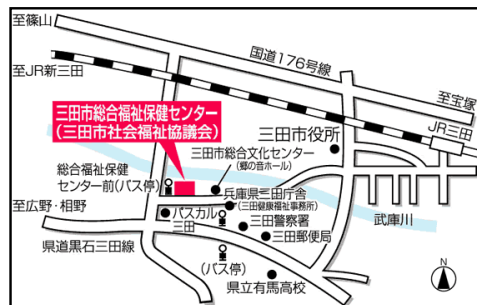 至篠山
国道176号線
至JR新三田
至宝塚
JR三田
三田市総合福祉保健センター
(三田市社会福祉協議会)
三田市役所
三田市総合文化センター
(郷の音ホール)
総合福祉保健
センター前(バス停)
兵庫県三田庁舎
(三田健康福祉事務所)
武庫川
至広野・相野
パスカル
三田
三田警察署
三田郵便局
県道黒石三田線
(バス停)
県立有馬高校
N